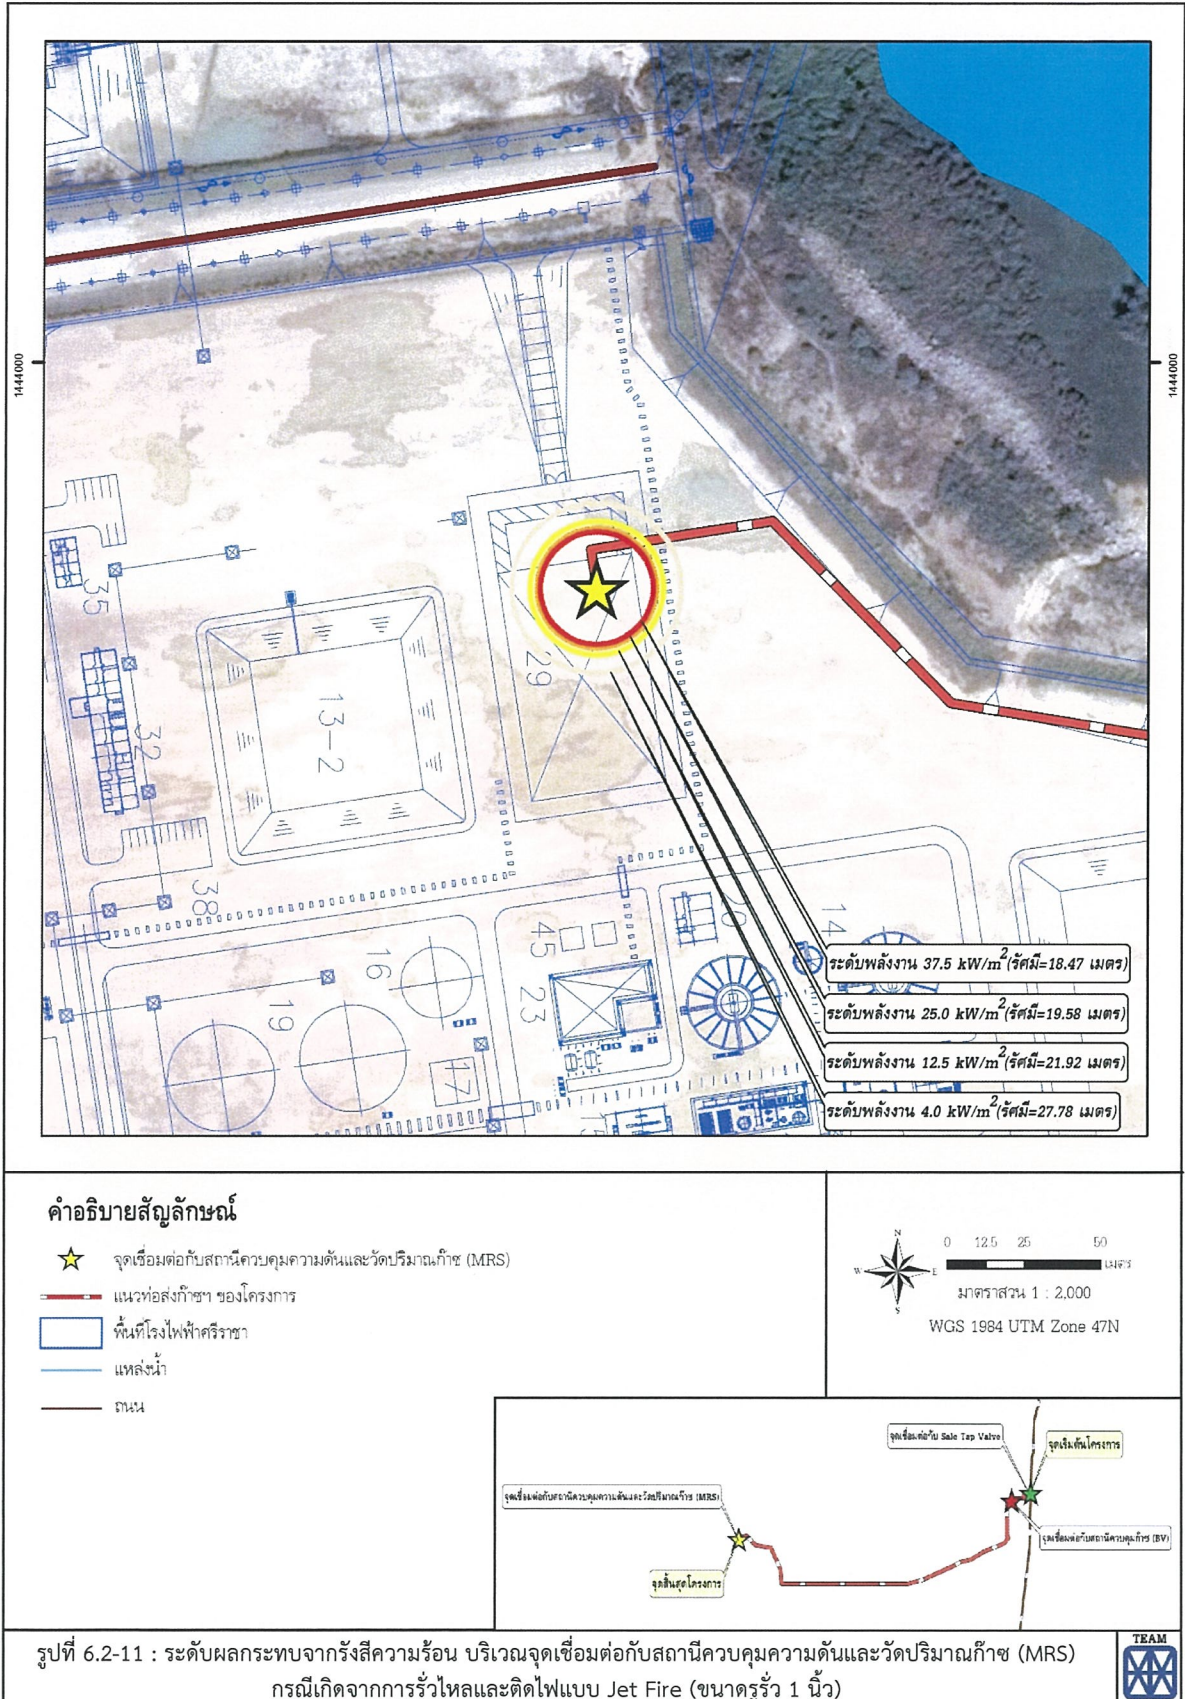 1444000
1444000
35
32
13-2
29
38
16
19
45
23
17
20
14
ระดับพลังงาน 37.5 kW/m2(รัศมี=18.47 เมตร)
ระดับพลังงาน 25.0 kW/m2(รัศมี=19.58 เมตร)
ระดับพลังงาน 12.5 kW/m2(รัศมี=21.92 เมตร)
ระดับพลังงาน 4.0 kW/m2(รัศมี=27.78 เมตร)
คำอธิบายสัญลักษณ์
จุดเชื่อมต่อกับสถานีควบคุมความดันและวัดปริมาณก๊าซ (MRS)
แนวท่อส่งก๊าซฯ ของโครงการ
พื้นที่โรงไฟฟ้าศรีราชา
แหล่งน้ำ
ถนน
N
W E
S
0 12.5 25 50
เมตร
มาตราส่วน 1 : 2,000
WGS 1984 UTM Zone 47N
จุดเชื่อมต่อกับ Sale Tap Valve
จุดเริ่มต้นโครงการ
จุดเชื่อมต่อกับสถานีควบคุมความดันและวัดปริมาณก๊าซ (MRS)
จุดเชื่อมต่อกับสถานีควบคุมก๊าซ (BV)
จุดสิ้นสุดโครงการ
รูปที่ 6.2-11 : ระดับผลกระทบจากรังสีความร้อน บริเวณจุดเชื่อมต่อกับสถานีควบคุมความดันและวัดปริมาณก๊าซ (MRS)
กรณีเกิดจากการรั่วไหลและติดไฟแบบ Jet Fire (ขนาดรูรั่ว 1 นิ้ว)
TEAM